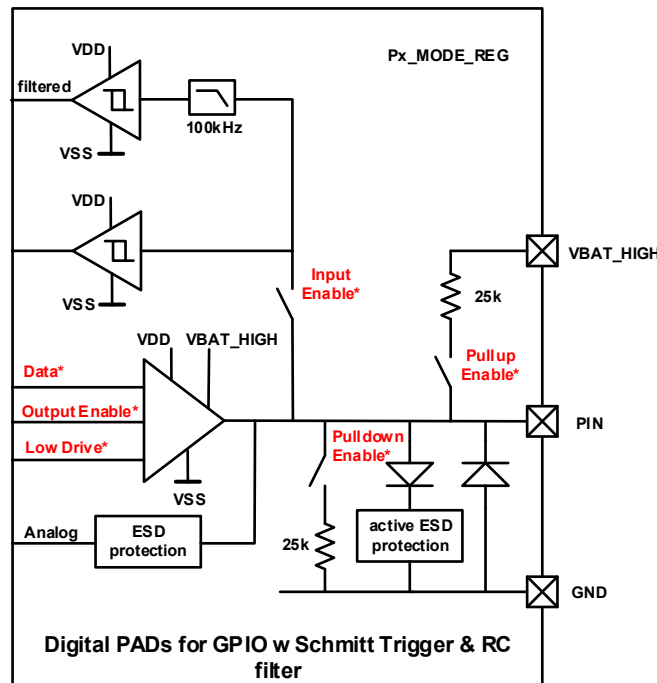 VDD
Px_MODE_REG
filtered
100kHz
VSS
VDD
VBAT_HIGH
Input
Enable*
25k
VSS
VDD
VBAT_HIGH
Pullup
Enable*
Data*
Output Enable*
PIN
Pulldown
Enable*
Low Drive*
VSS
Analog
ESD
protection
25k
active ESD
protection
GND
Digital PADs for GPIO w Schmitt Trigger & RC
filter